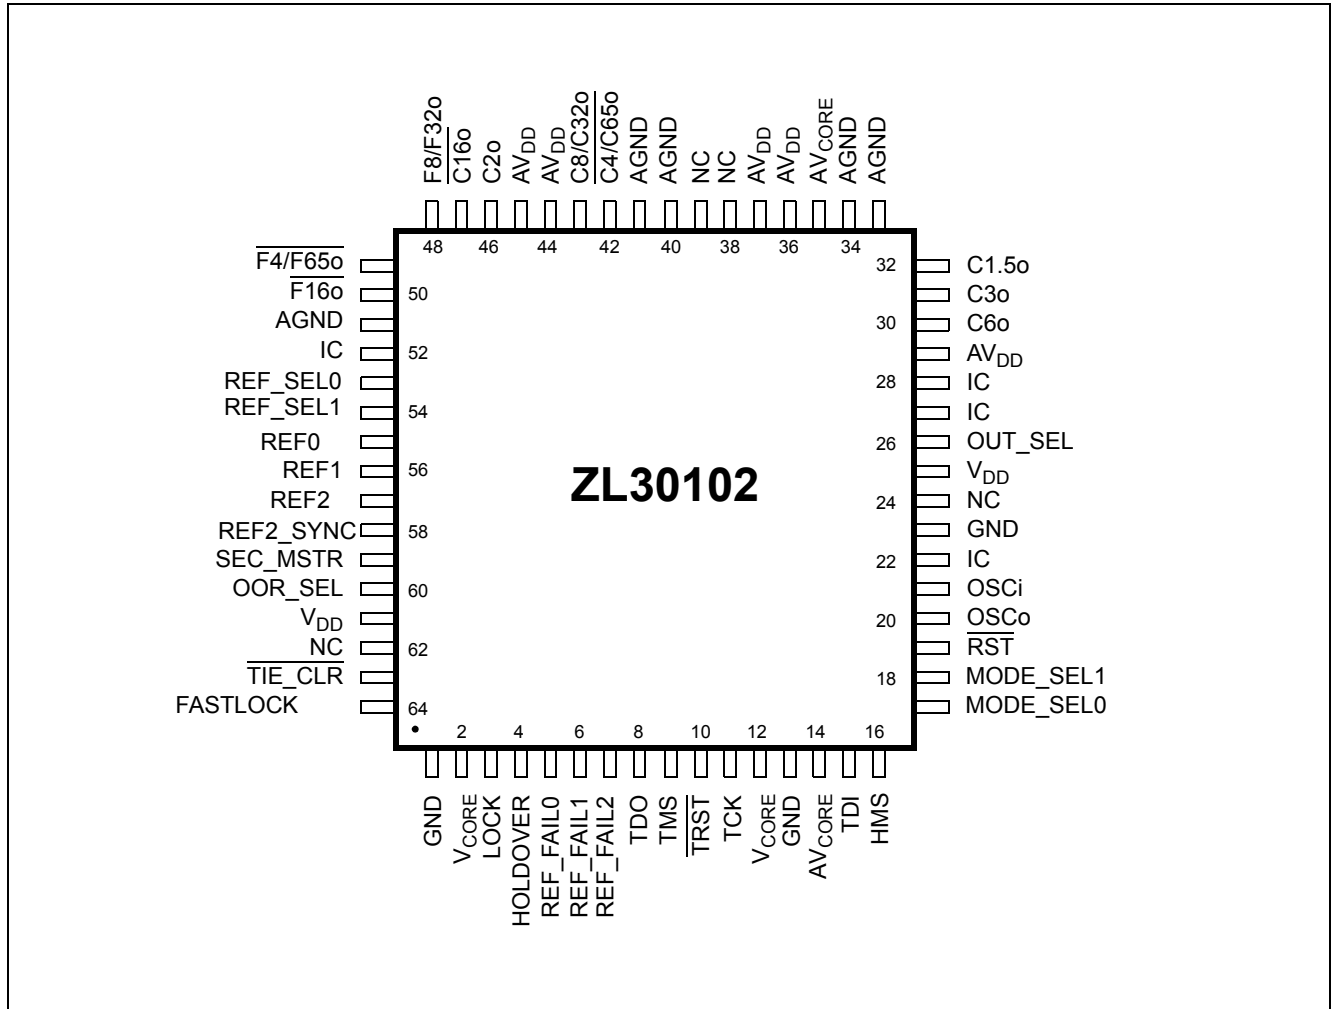 F8/F32o
C16o
C2o
AVDD
AVDD
C8/C32o
C4/C65o
AGND
AGND
NC
NC
AVDD
AVDD
AVCORE
AGND
AGND
48 46 44 42 40 38 36 34
F4/F65o
F16o
AGND
IC
REF_SEL0
REF_SEL1
REF0
REF1
REF2
REF2_SYNC
SEC_MSTR
OOR_SEL
VDD
NC
TIE_CLR
FASTLOCK
50
52
54
56
58
60
62
64
ZL30102
32
30
28
26
24
22
20
18
C1.5o
C3o
C6o
AVDD
IC
IC
OUT_SEL
VDD
NC
GND
IC
OSCi
OSCo
RST
MODE_SEL1
MODE_SEL0
2 4 6 8 10 12 14 16
GND
VCORE
LOCK
HOLDOVER
REF_FAIL0
REF_FAIL1
REF_FAIL2
TDO
TMS
TRST
TCK
VCORE
GND
AVCORE
TDI
HMS